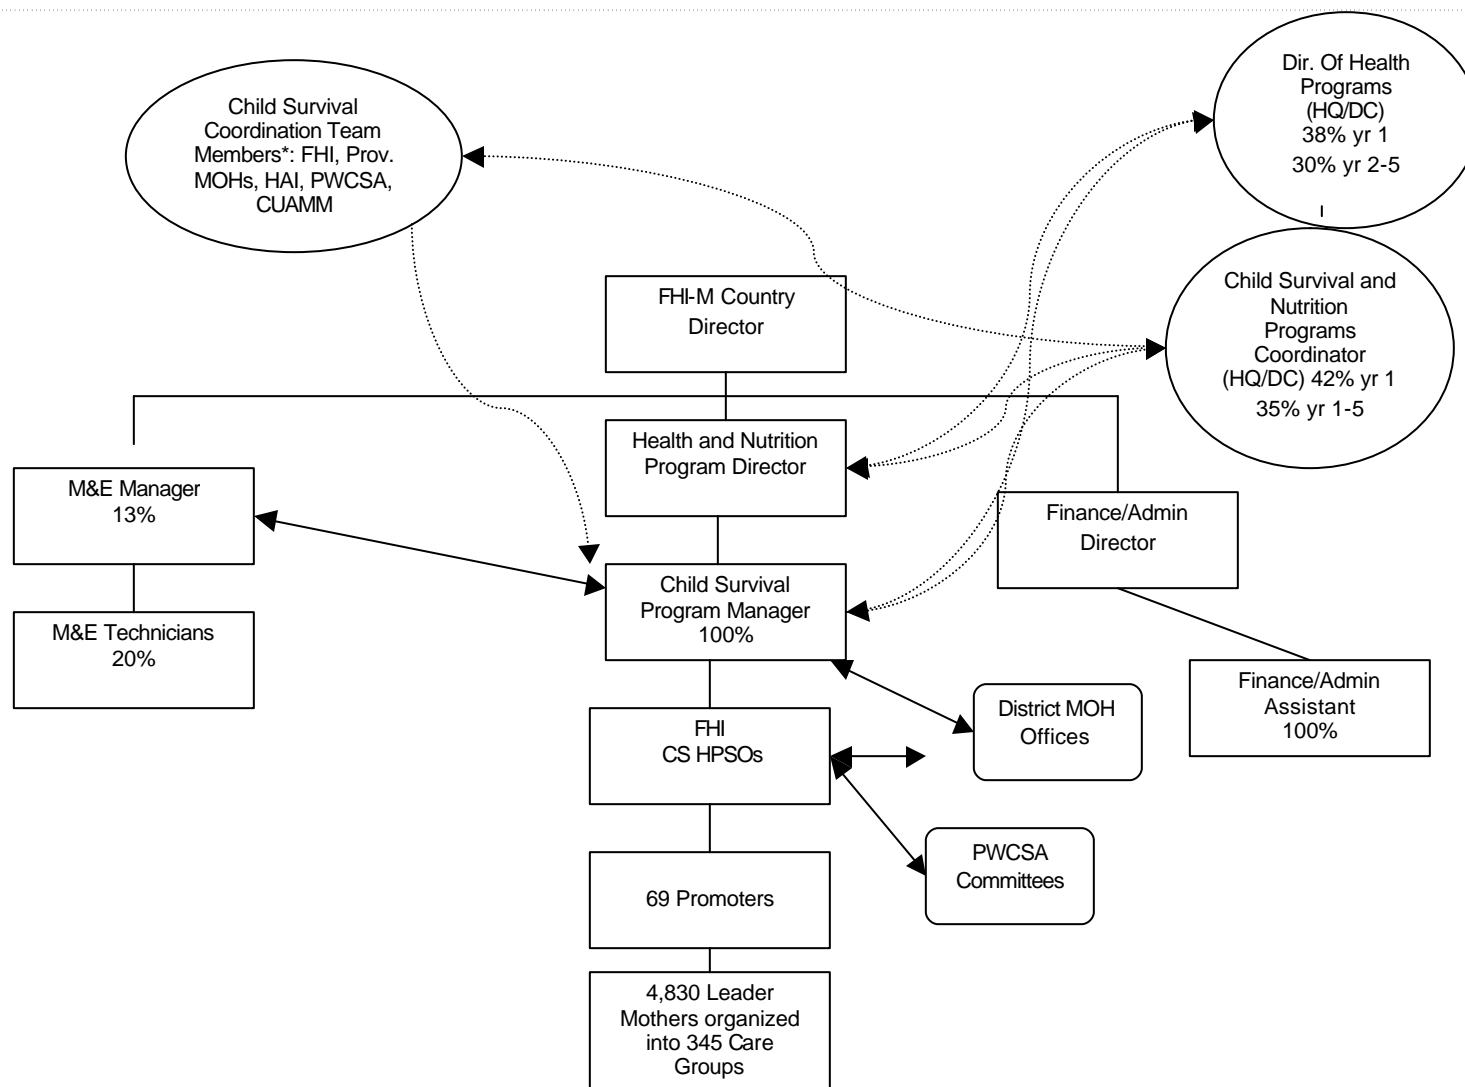 Child Survival
Coordination Team
Members*: FHI, Prov.
MOHs, HAI, PWCSA,
CUAMM
Dir. Of Health
Programs
(HQ/DC)
38% yr 1
30% yr 2-5
Child Survival and
Nutrition
Programs
Coordinator
(HQ/DC) 42% yr 1
35% yr 1-5
FHI-M Country
Director
Health and Nutrition
Program Director
M&E Manager
13%
Finance/Admin
Director
Child Survival
Program Manager
100%
M&E Technicians
20%
Finance/Admin
Assistant
100%
District MOH
Offices
FHI
CS HPSOs
PWCSA
Committees
69 Promoters
4,830 Leader
Mothers organized
into 345 Care
Groups